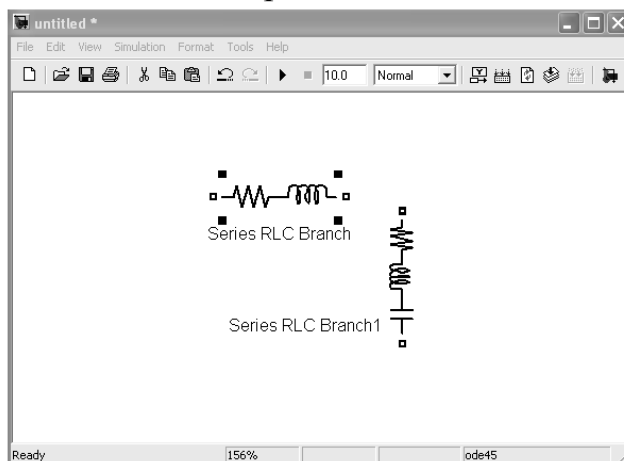 untitled *
File Edit View Simulation Format Tools Help
10.0 Normal
Series RLC Branch
Series RLC Branch1
Ready 156% ode45